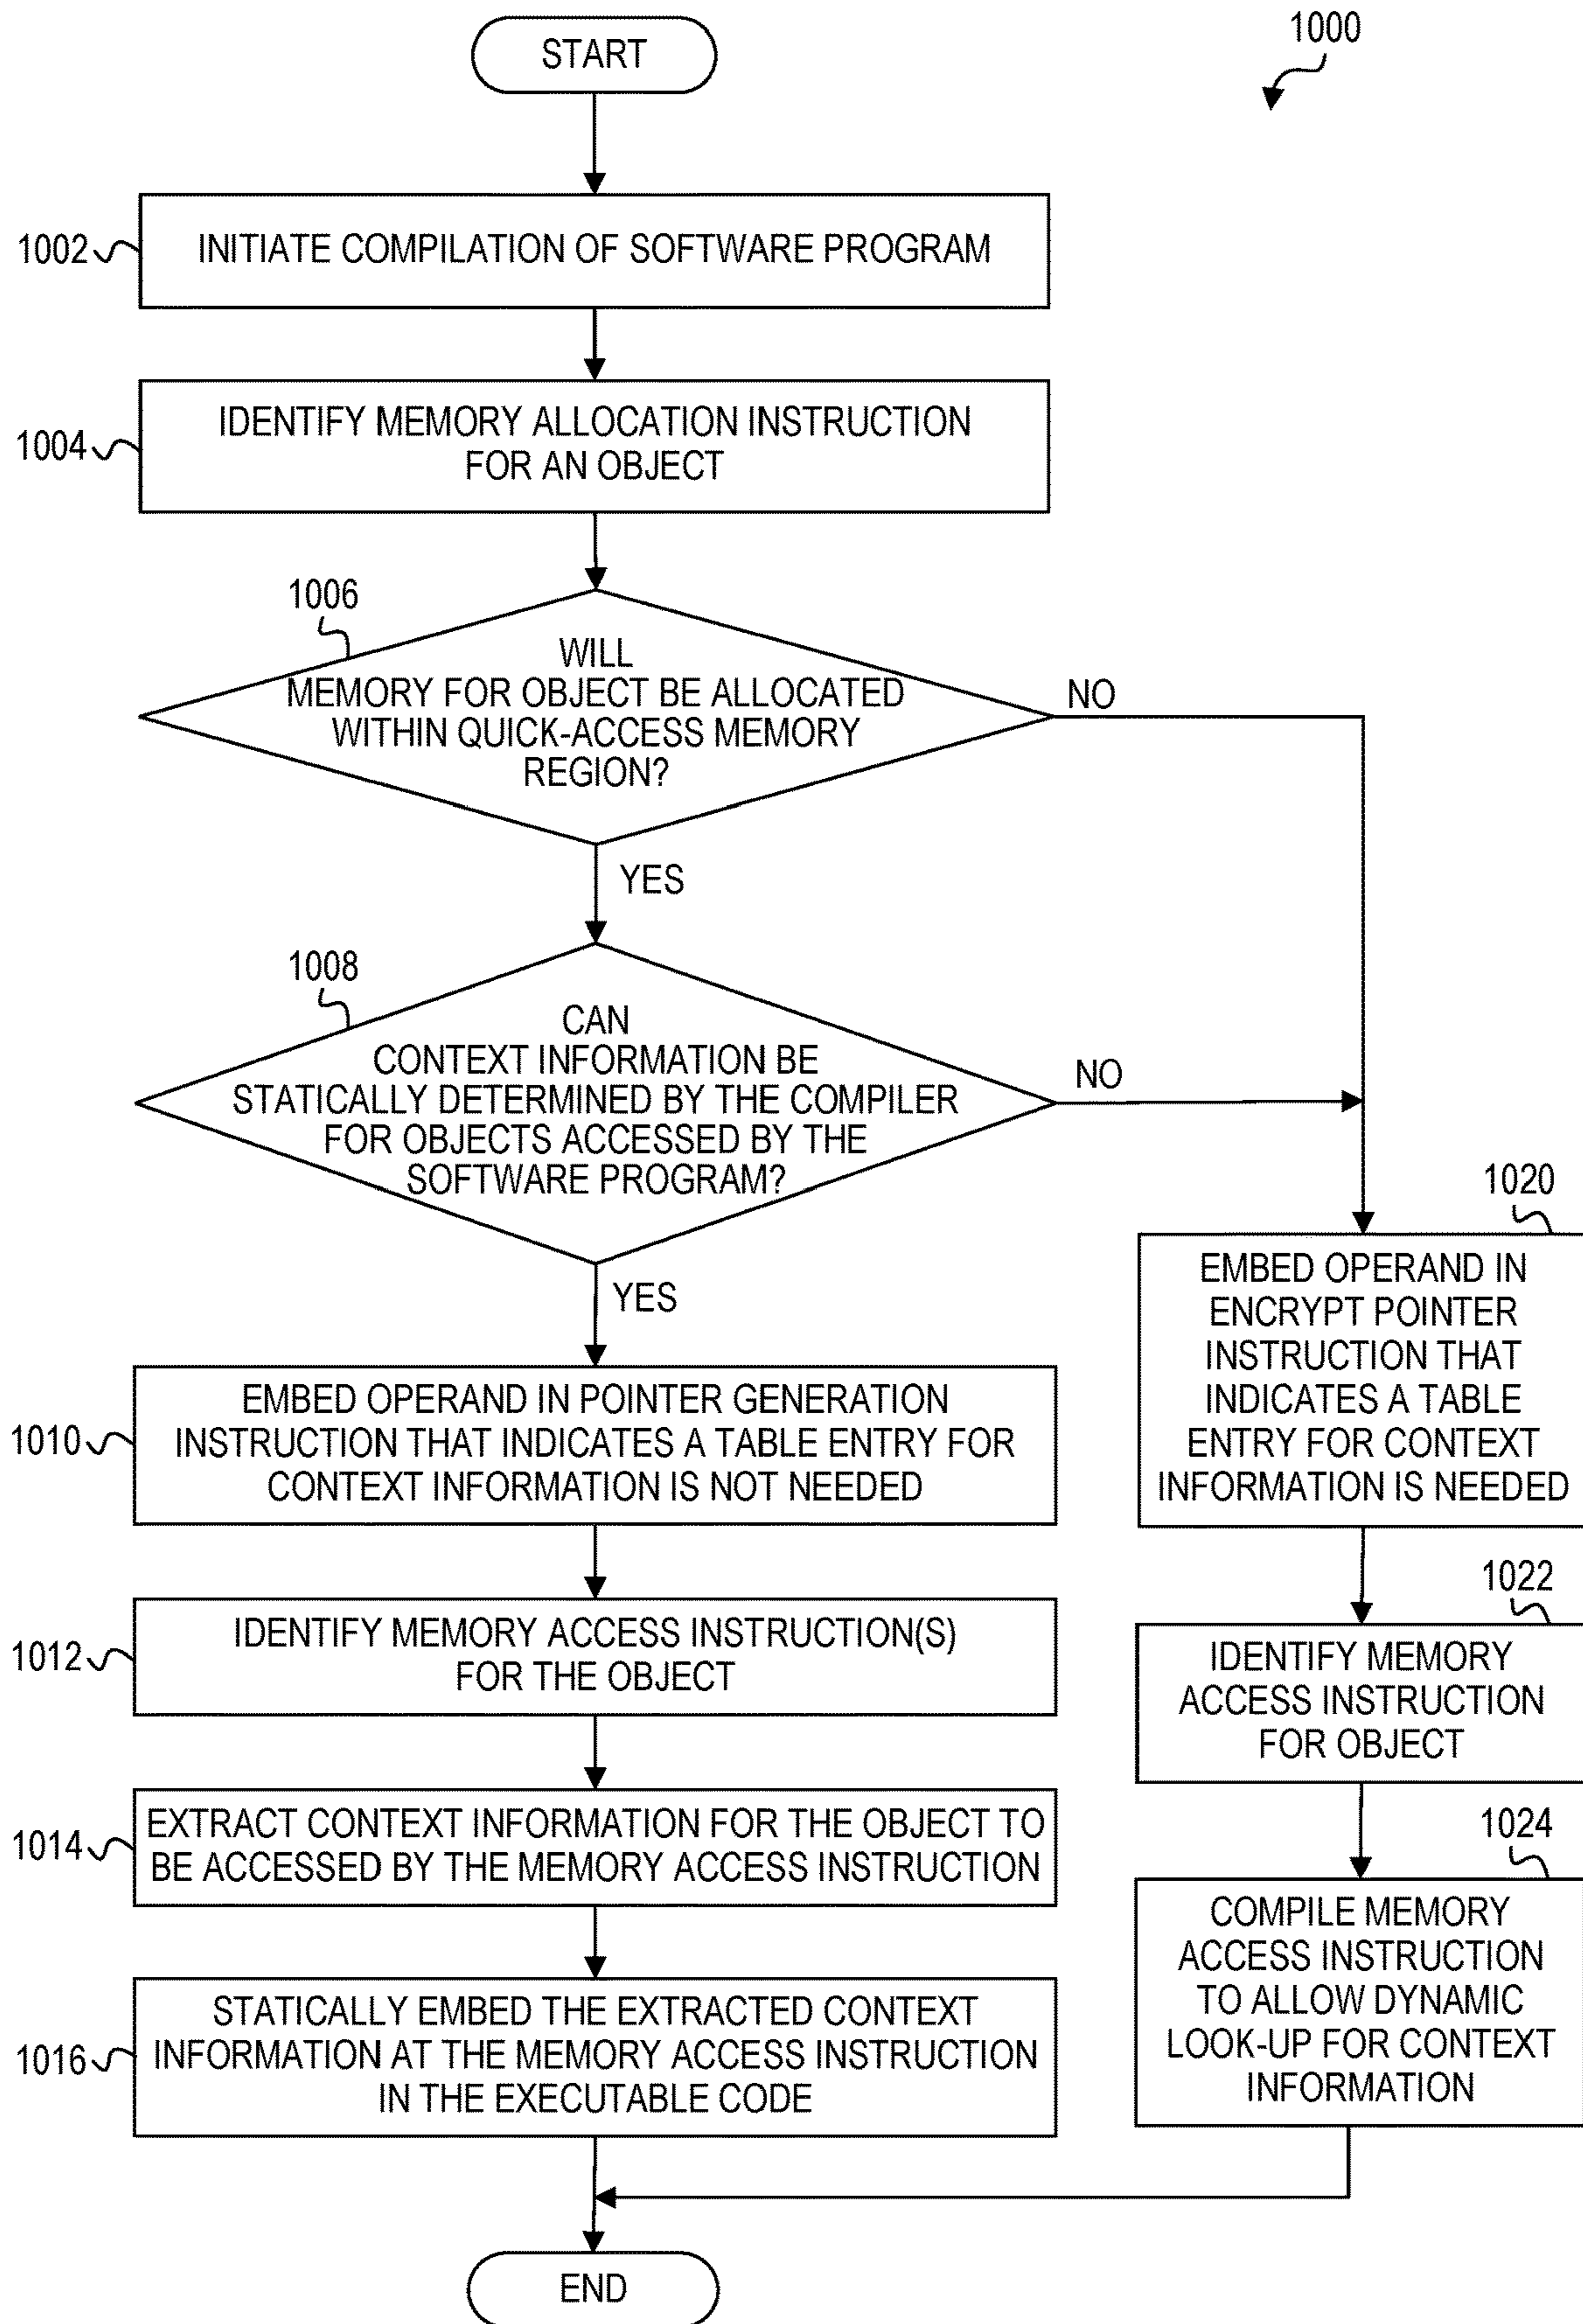 START
1000
1002
INITIATE COMPILATION OF SOFTWARE PROGRAM
1004
IDENTIFY MEMORY ALLOCATION INSTRUCTION
FOR AN OBJECT
1006
WILL
MEMORY FOR OBJECT BE ALLOCATED
WITHIN QUICK-ACCESS MEMORY
REGION?
NO
YES
1008
CAN
CONTEXT INFORMATION BE
STATICALLY DETERMINED BY THE COMPILER
FOR OBJECTS ACCESSED BY THE
SOFTWARE PROGRAM?
NO
YES
1010
EMBED OPERAND IN POINTER GENERATION
INSTRUCTION THAT INDICATES A TABLE ENTRY FOR
CONTEXT INFORMATION IS NOT NEEDED
1012
IDENTIFY MEMORY ACCESS INSTRUCTION(S)
FOR THE OBJECT
1014
EXTRACT CONTEXT INFORMATION FOR THE OBJECT TO
BE ACCESSED BY THE MEMORY ACCESS INSTRUCTION
1016
STATICALLY EMBED THE EXTRACTED CONTEXT
INFORMATION AT THE MEMORY ACCESS INSTRUCTION
IN THE EXECUTABLE CODE
1020
EMBED OPERAND IN
ENCRYPT POINTER
INSTRUCTION THAT
INDICATES A TABLE
ENTRY FOR CONTEXT
INFORMATION IS NEEDED
1022
IDENTIFY MEMORY
ACCESS INSTRUCTION
FOR OBJECT
1024
COMPILE MEMORY
ACCESS INSTRUCTION
TO ALLOW DYNAMIC
LOOK-UP FOR CONTEXT
INFORMATION
END